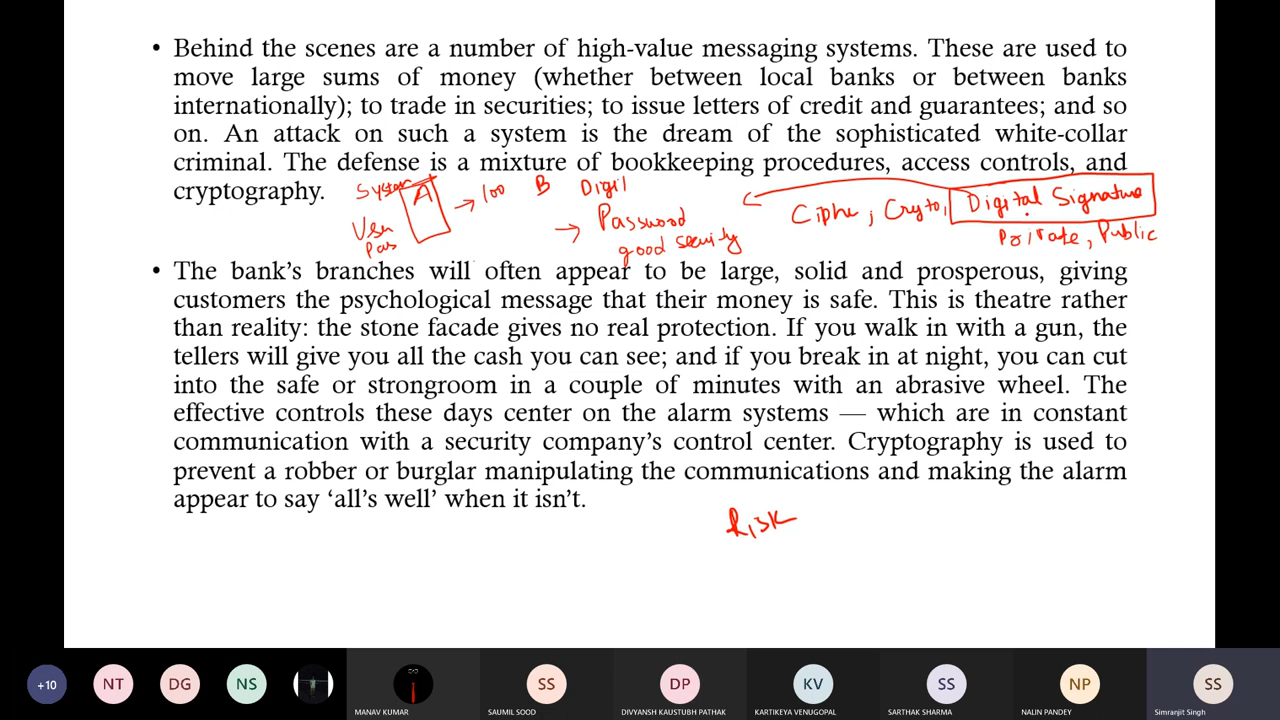 • Behind the scenes are a number of high-value messaging systems. These are used to
move large sums of money (whether between local banks or between banks
internationally); to trade in securities; to issue letters of credit and guarantees; and so
on. An attack on such a system is the dream of the sophisticated white-collar
criminal. The defense is a mixture of bookkeeping procedures, access controls, and
cryptography.
System A → 100 B Digil
Ciphe, Cryto, Digital Signature
→ Password
Private, Public
good security
Pas
• The bank’s branches will often appear to be large, solid and prosperous, giving
customers the psychological message that their money is safe. This is theatre rather
than reality: the stone facade gives no real protection. If you walk in with a gun, the
tellers will give you all the cash you can see; and if you break in at night, you can cut
into the safe or strongroom in a couple of minutes with an abrasive wheel. The
effective controls these days center on the alarm systems — which are in constant
communication with a security company’s control center. Cryptography is used to
prevent a robber or burglar manipulating the communications and making the alarm
appear to say ‘all’s well’ when it isn’t.
Risk
+10 NT DG NS SS DP KV SS NP SS
MANAV KUMAR SAUMIL SOOD DIVYANSH KAUSTUBH PATHAK KARTIKEYA VENUGOPAL SARTHAK SHARMA NALIN PANDEY Simranjit Singh